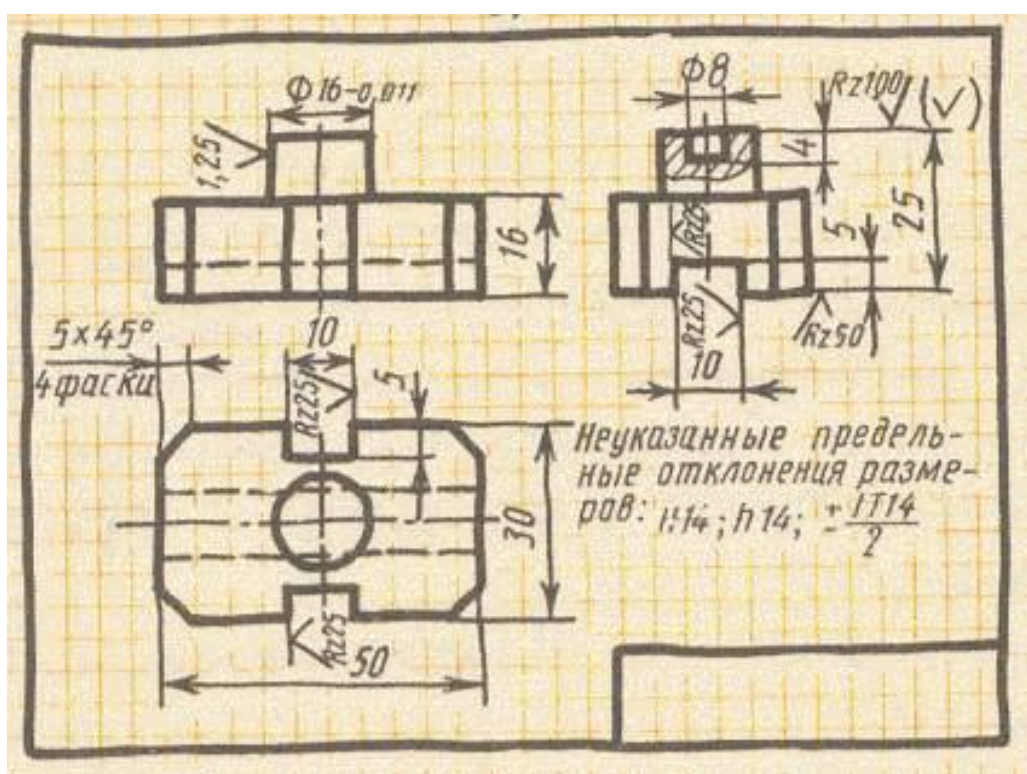 Ф16-0,011
1,25
16
Ф8
Rz100
4
5
25
Rz25
Rz25
Rz50
10
5×45°
4 фаски
10
Rz25
5
30
Rz25
50
Неуказанные предель-
ные отклонения разме-
ров: H14; h14; ± IT14
2